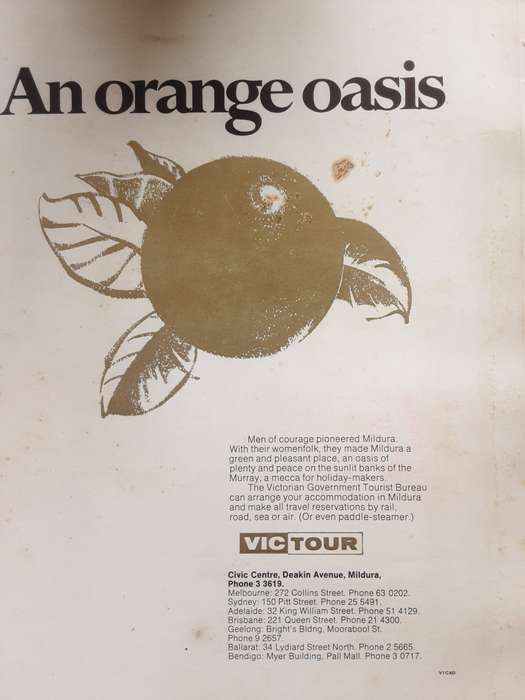 An orange oasis
Men of courage pioneered Mildura.
With their womenfolk, they made Mildura a
green and pleasant place, an oasis of
plenty and peace on the sunlit banks of the
Murray, a mecca for holiday-makers.
The Victorian Government Tourist Bureau
can arrange your accommodation in Mildura
and make all travel reservations by rail,
road, sea or air. (Or even paddle-steamer.)
VICTOUR
Civic Centre, Deakin Avenue, Mildura,
Phone 3 3619.
Melbourne: 272 Collins Street. Phone 63 0202.
Sydney: 150 Pitt Street. Phone 25 5491.
Adelaide: 32 King William Street. Phone 51 4129.
Brisbane: 221 Queen Street. Phone 21 4300.
Geelong: Bright's Bldng, Moorabool St.
Phone 9 2657.
Ballarat: 34 Lydiard Street North. Phone 2 5665.
Bendigo: Myer Building, Pall Mall. Phone 3 0717.